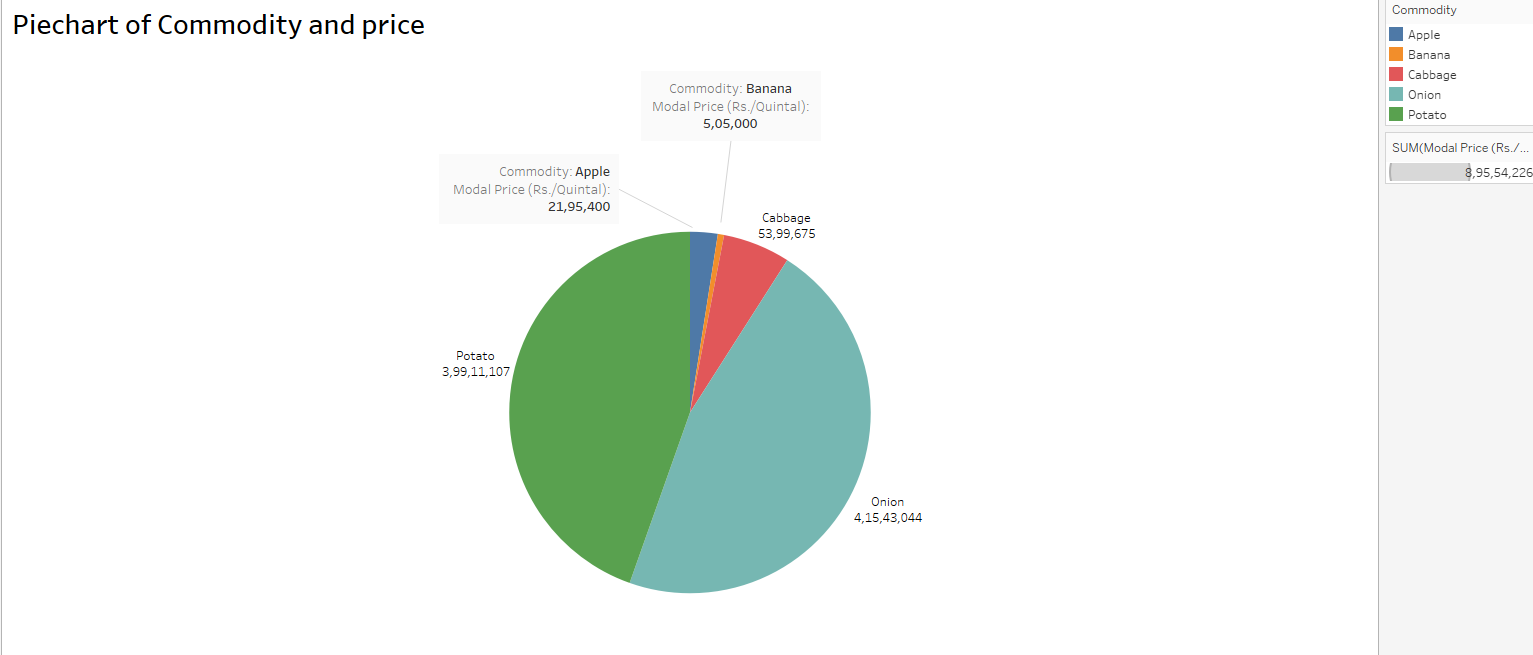 Piechart of Commodity and price
Commodity: Banana
Modal Price (Rs./Quintal):
5,05,000
Commodity: Apple
Modal Price (Rs./Quintal):
21,95,400
Cabbage
53,99,675
Potato
3,99,11,107
Onion
4,15,43,044
Commodity
Apple
Banana
Cabbage
Onion
Potato
SUM(Modal Price (Rs./...
8,95,54,226